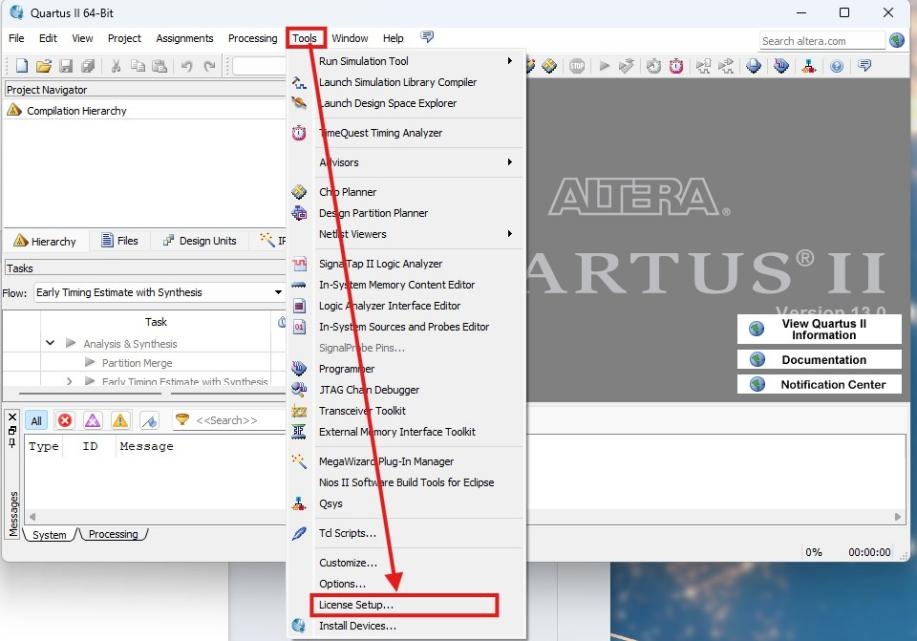 Quartus II 64-Bit
File Edit View Project Assignments Processing Tools Window Help
Search altera.com
Project Navigator
Compilation Hierarchy
Hierarchy Files Design Units
Tasks
Flow: Early Timing Estimate with Synthesis
Task
Analysis & Synthesis
Partition Merge
Early Timing Estimate with Synthesis
Run Simulation Tool
Launch Simulation Library Compiler
Launch Design Space Explorer
TimeQuest Timing Analyzer
Advisors
Chip Planner
Design Partition Planner
Netlist Viewers
SignalTap II Logic Analyzer
In-System Memory Content Editor
Logic Analyzer Interface Editor
In-System Sources and Probes Editor
SignalProbe Pins...
Programmer
JTAG Chain Debugger
Transceiver Toolkit
External Memory Interface Toolkit
MegaWizard Plug-In Manager
Nios II Software Build Tools for Eclipse
Qsys
Tcl Scripts...
Customize...
Options...
License Setup...
Install Devices...
STOP
ALTERA®
ARTUS® II
Version 13.0
View Quartus II
Information
Documentation
Notification Center
All <<Search>>
Type ID Message
Messages
System Processing
0% 00:00:00